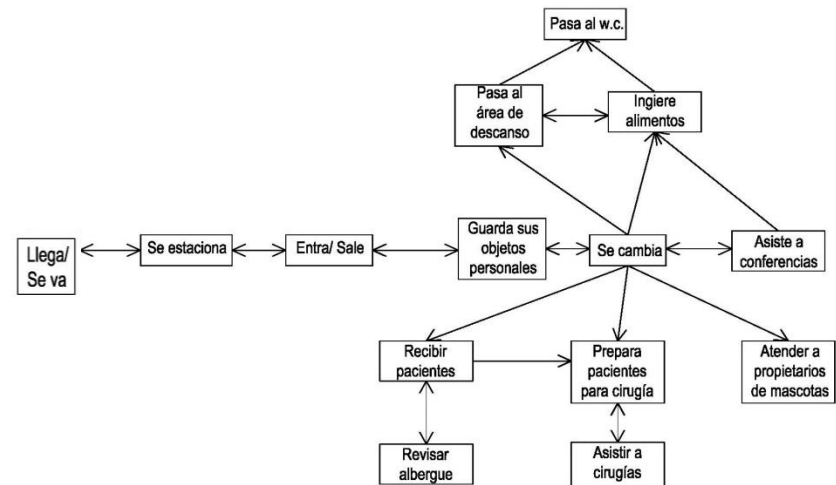 Pasa al w.c.
Pasa al
área de
descanso
Ingiere
alimentos
Llega/
Se va
Se estaciona
Entra/ Sale
Guarda sus
objetos
personales
Se cambia
Asiste a
conferencias
Recibir
pacientes
Prepara
pacientes
para cirugía
Atender a
propietarios
de mascotas
Revisar
albergue
Asistir a
cirugías